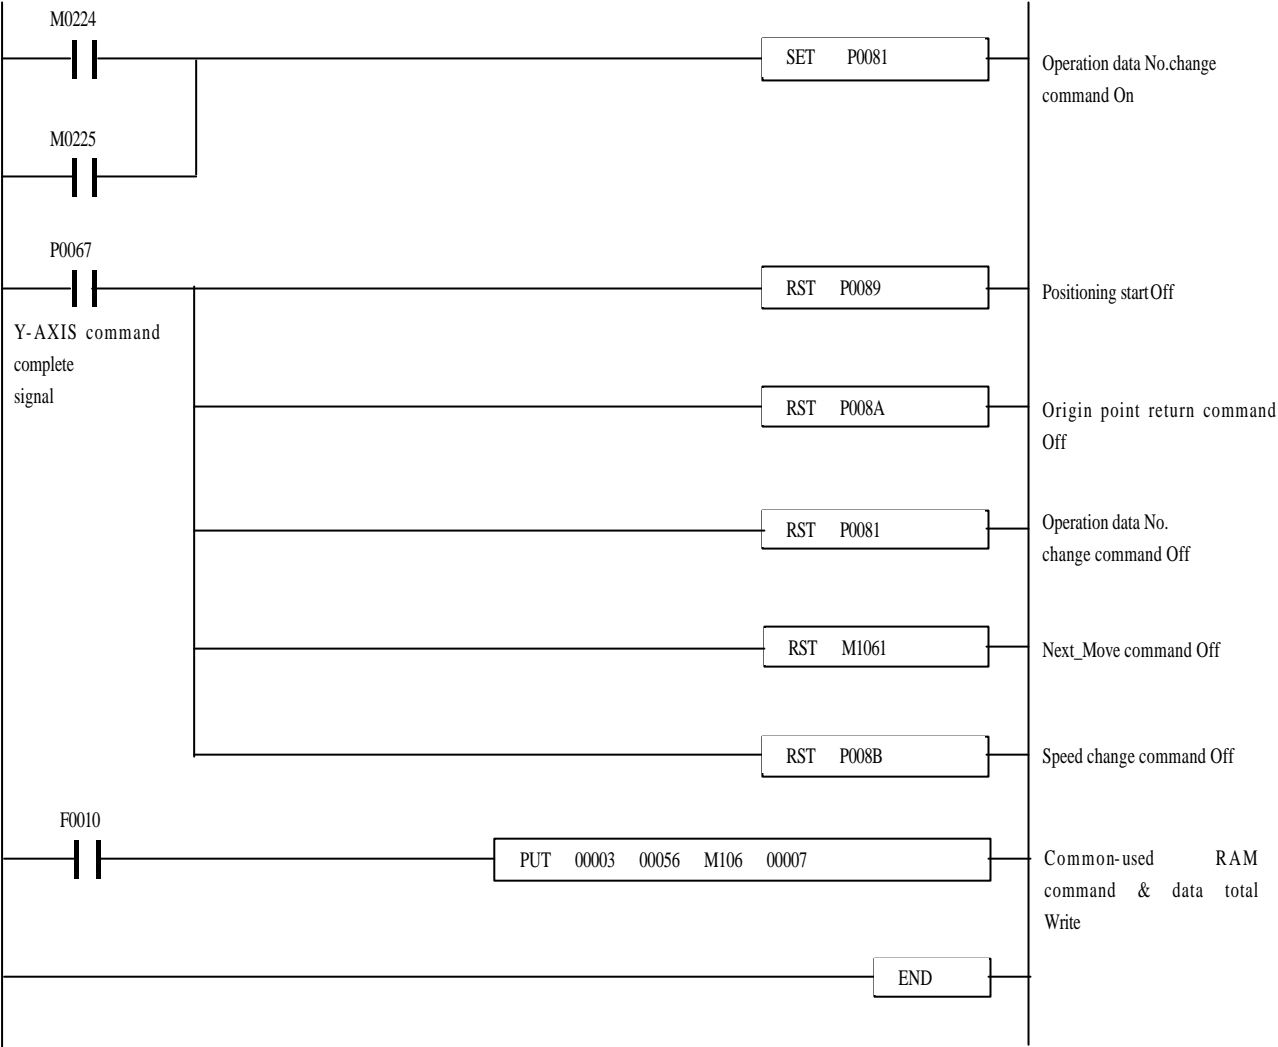 M0224
SET P0081
Operation data No.change
command On
M0225
P0067
RST P0089
Positioning start Off
Y-AXIS command
complete
signal
RST P008A
Origin point return command
Off
RST P0081
Operation data No.
change command Off
RST M1061
Next_Move command Off
RST P008B
Speed change command Off
F0010
PUT 00003 00056 M106 00007
Common-used RAM
command & data total
Write
END